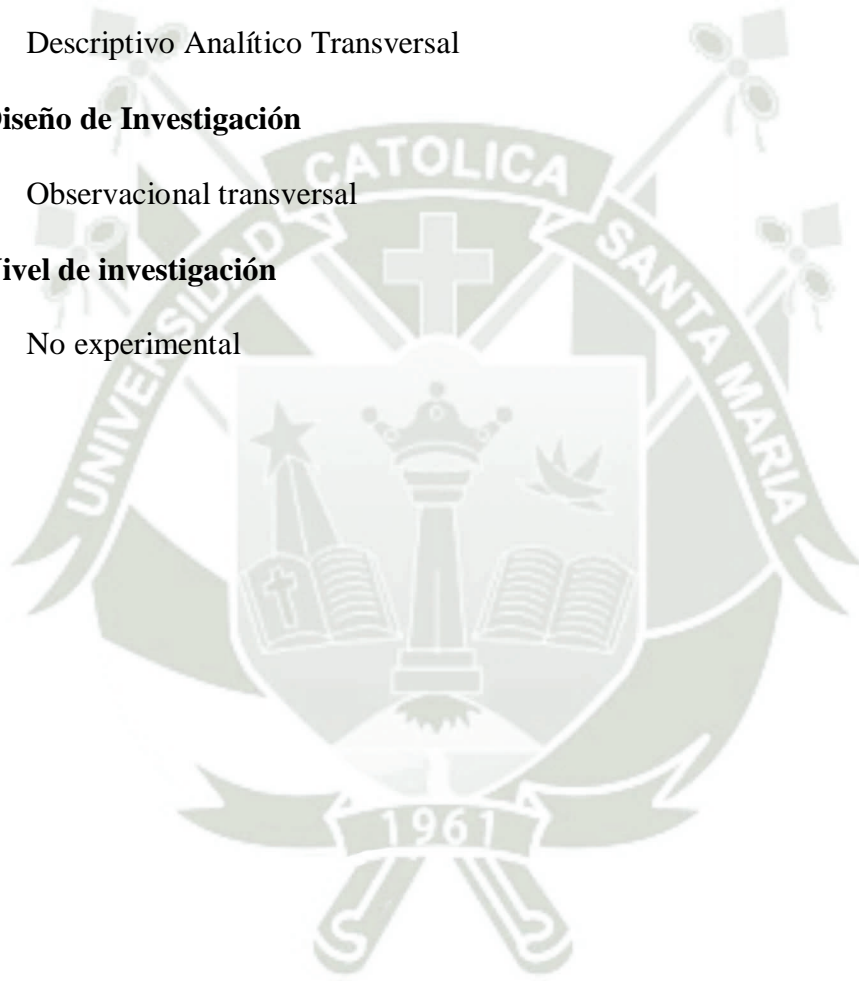 Descriptivo Analítico Transversal
iseño de Investigación
Observacional transversal
ivel de investigación
No experimental
UNIVERSIDAD CATOLICA SANTA MARIA
1961